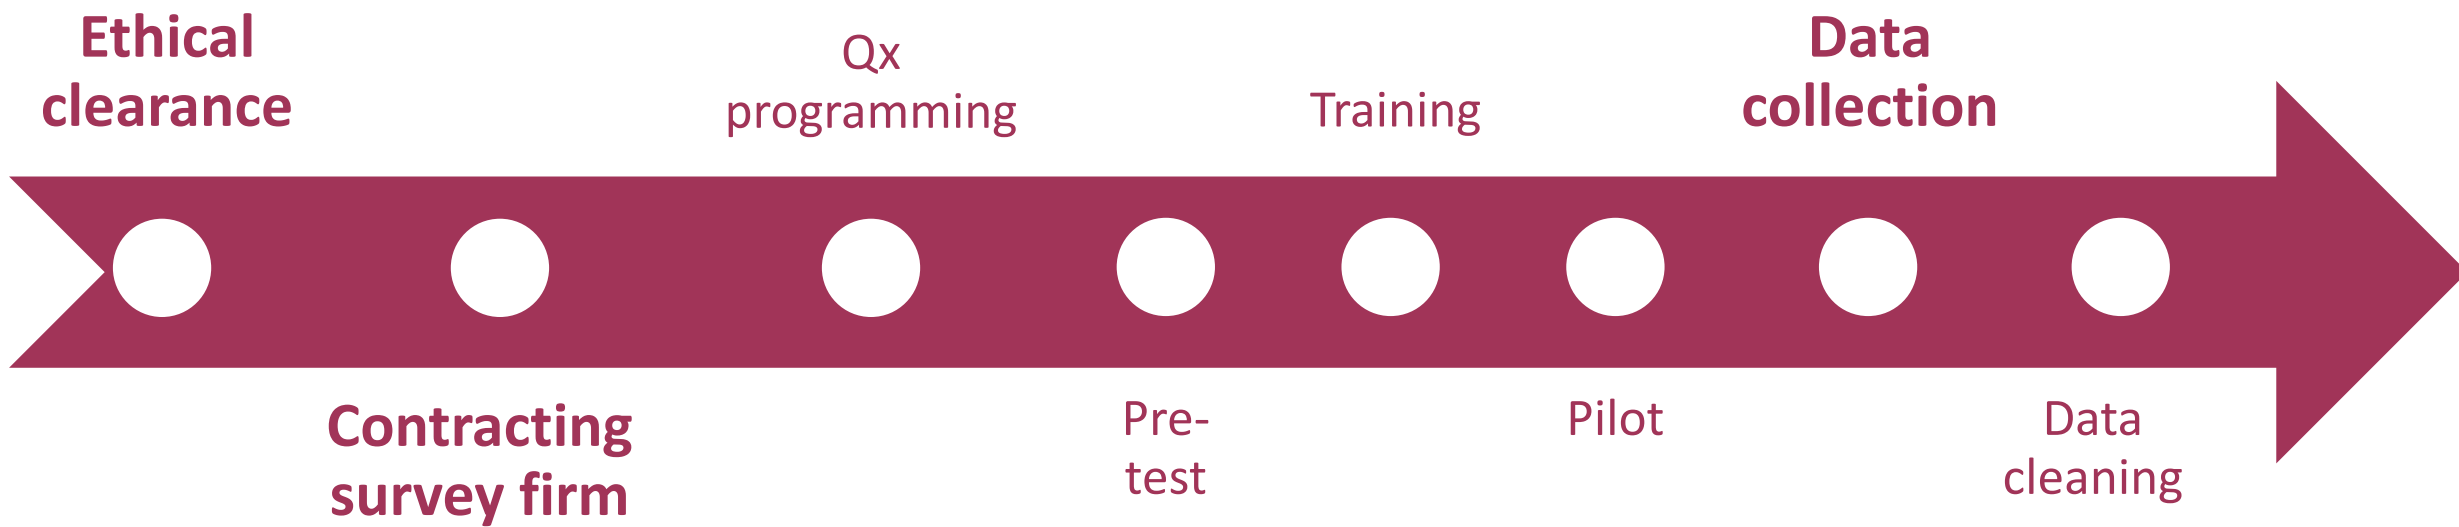 Ethical
clearance
Contracting
survey firm
Qx
programming
Pre-
test
Training
Pilot
Data
collection
Data
cleaning